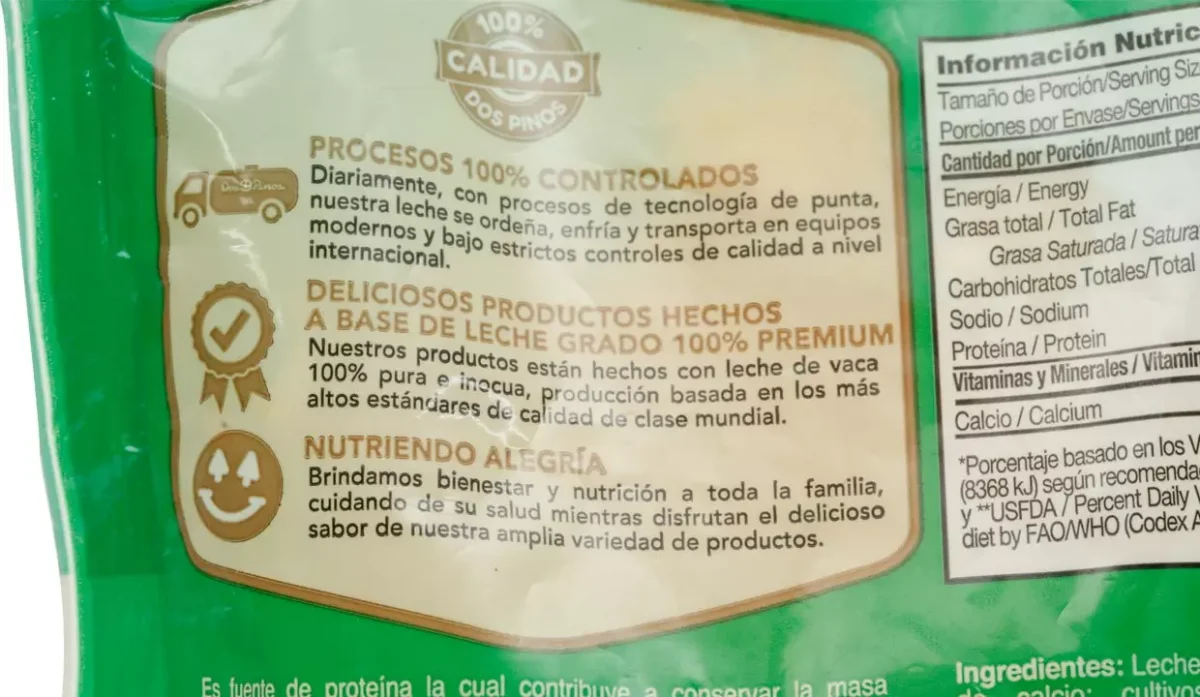 100%
CALIDAD
DOS PINOS
PROCESOS 100% CONTROLADOS
Diariamente, con procesos de tecnología de punta,
nuestra leche se ordeña, enfría y transporta en equipos
modernos y bajo estrictos controles de calidad a nivel
internacional.
Dos Pinos
DELICIOSOS PRODUCTOS HECHOS
A BASE DE LECHE GRADO 100% PREMIUM
Nuestros productos están hechos con leche de vaca
100% pura e inocua, producción basada en los más
altos estándares de calidad de clase mundial.
NUTRIENDO ALEGRÍA
Brindamos bienestar y nutrición a toda la familia,
cuidando de su salud mientras disfrutan el delicioso
sabor de nuestra amplia variedad de productos.
Es fuente de proteína la cual contribuye a conservar la masa
Información Nutric
Tamaño de Porción/Serving Siz
Porciones por Envase/Servings
Cantidad por Porción/Amount per
Energía / Energy
Grasa total / Total Fat
Grasa Saturada / Satura
Carbohidratos Totales/Total
Sodio / Sodium
Proteína / Protein
Vitaminas y Minerales / Vitamin
Calcio / Calcium
*Porcentaje basado en los V
(8368 kJ) según recomenda
y **USFDA / Percent Daily V
diet by FAO/WHO (Codex A
Ingredientes: Leche
de calcio; cultivo